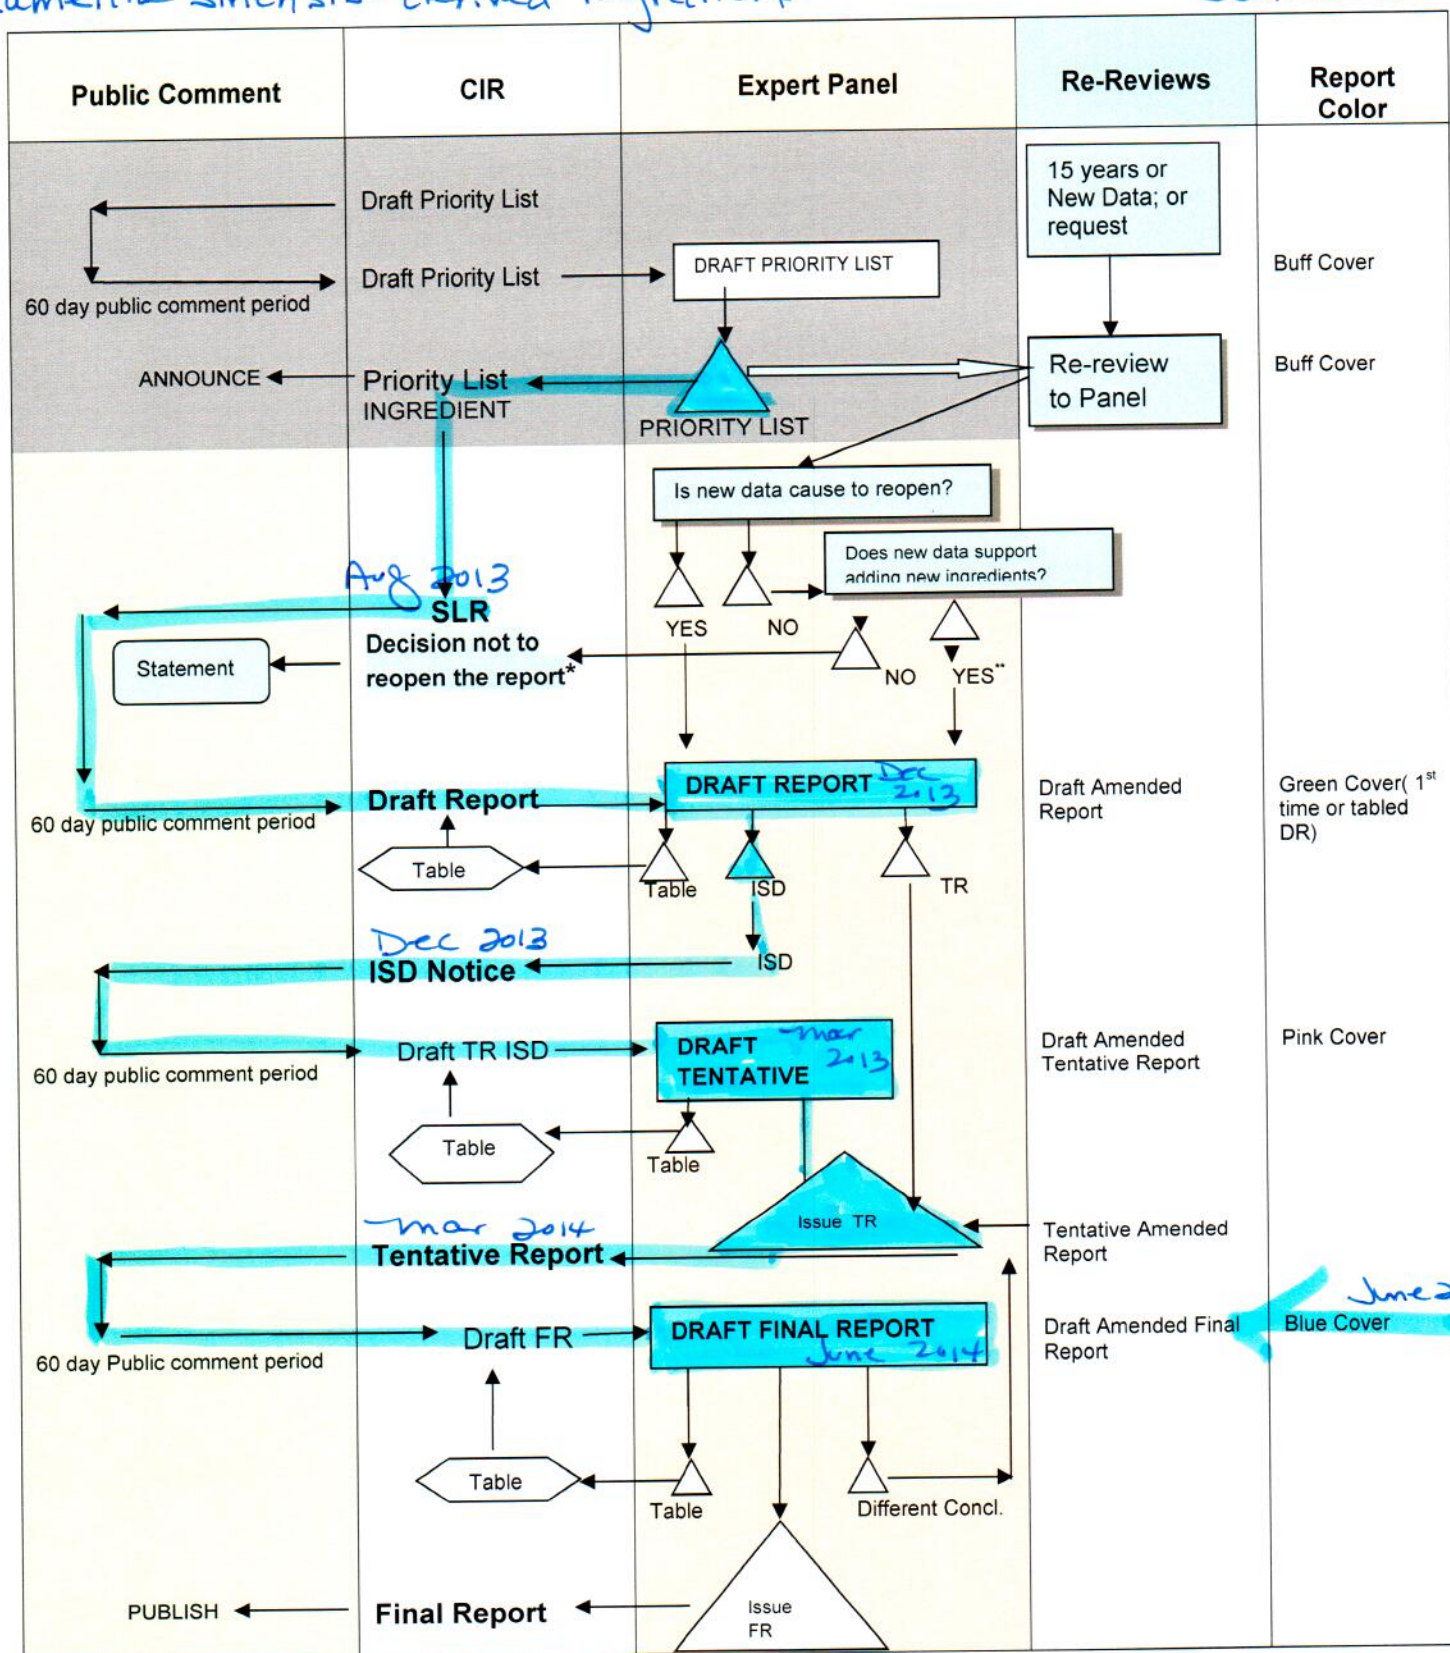 Camellia sinensis - derived ingredients
Public Comment
CIR
Expert Panel
Re-Reviews
Report
Color
Draft Priority List
15 years or
New Data; or
request
Draft Priority List
DRAFT PRIORITY LIST
Buff Cover
60 day public comment period
ANNOUNCE
Priority List
INGREDIENT
PRIORITY LIST
Re-review
to Panel
Buff Cover
Is new data cause to reopen?
Does new data support
adding new ingredients?
Aug 2013
SLR
YES
NO
Decision not to
reopen the report*
Statement
NO
YES**
DRAFT REPORT
Dec
2013
Draft Report
60 day public comment period
Draft Amended
Report
Green Cover( 1st
time or tabled
DR)
Table
Table
ISD
TR
Dec 2013
ISD Notice
ISD
Draft TR ISD
60 day public comment period
DRAFT
TENTATIVE
Mar
2013
Draft Amended
Tentative Report
Pink Cover
Table
Table
Issue TR
Mar 2014
Tentative Report
Tentative Amended
Report
Draft FR
60 day Public comment period
DRAFT FINAL REPORT
June 2014
Draft Amended Final
Report
Blue Cover
June 2
Table
Table
Different Concl.
PUBLISH
Final Report
Issue
FR